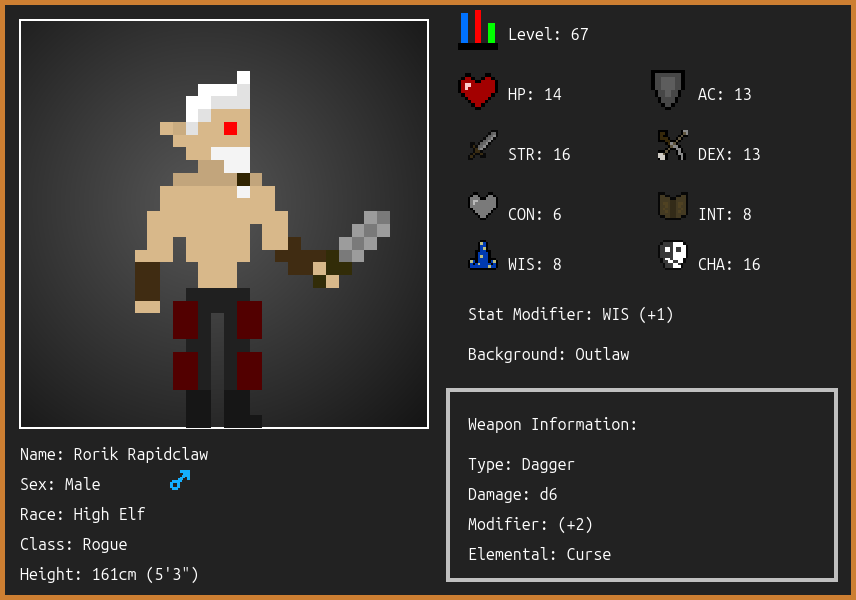 Level: 67
HP: 14
AC: 13
STR: 16
DEX: 13
CON: 6
INT: 8
WIS: 8
CHA: 16
Stat Modifier: WIS (+1)
Background: Outlaw
Weapon Information:
Type: Dagger
Damage: d6
Modifier: (+2)
Elemental: Curse
Name: Rorik Rapidclaw
Sex: Male
Race: High Elf
Class: Rogue
Height: 161cm (5'3")